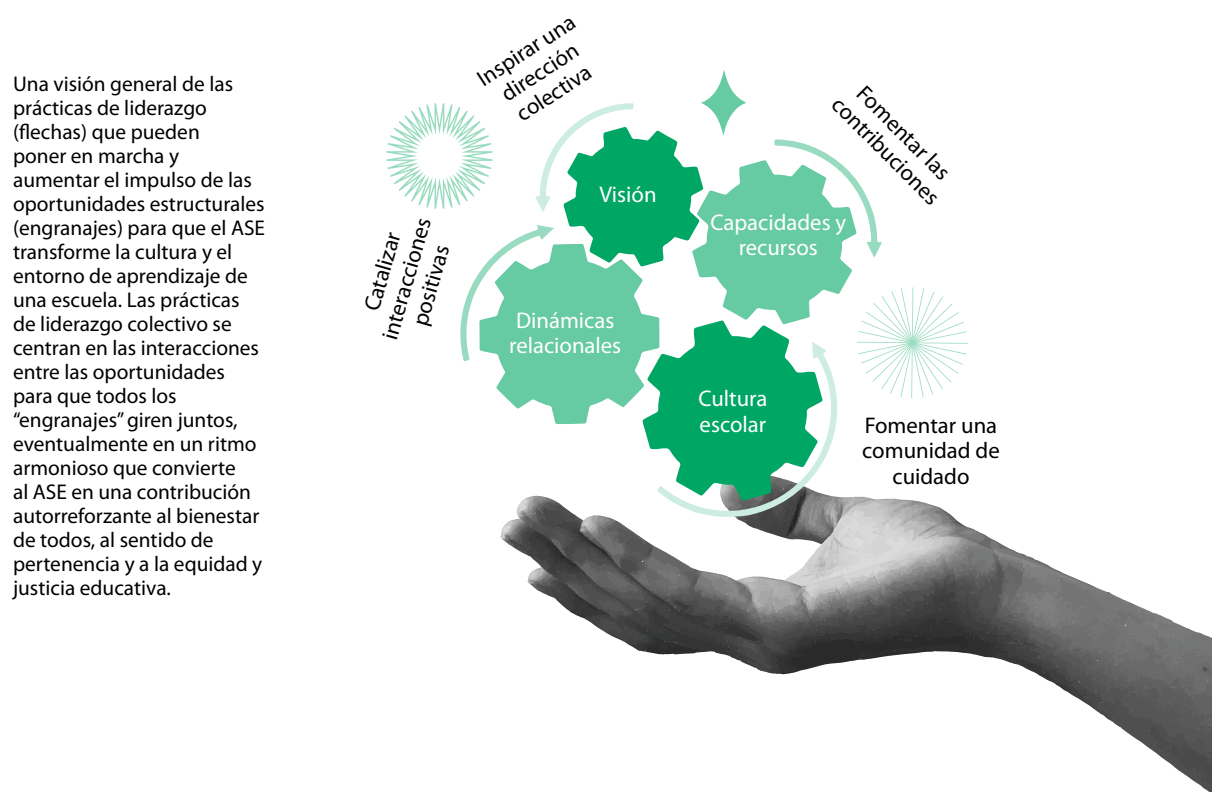 Una visión general de las
prácticas de liderazgo
(flechas) que pueden
poner en marcha y
aumentar el impulso de las
oportunidades estructurales
(engranajes) para que el ASE
transforme la cultura y el
entorno de aprendizaje de
una escuela. Las prácticas
de liderazgo colectivo se
centran en las interacciones
entre las oportunidades
para que todos los
“engranajes” giren juntos,
eventualmente en un ritmo
armonioso que convierte
al ASE en una contribución
autorreforzante al bienestar
de todos, al sentido de
pertenencia y a la equidad y
justicia educativa.
Inspirar una
dirección
colectiva
Fomentar las
contribuciones
Visión
Capacidades y
recursos
Catalizar
interacciones
positivas
Dinámicas
relacionales
Cultura
escolar
Fomentar una
comunidad de
cuidado